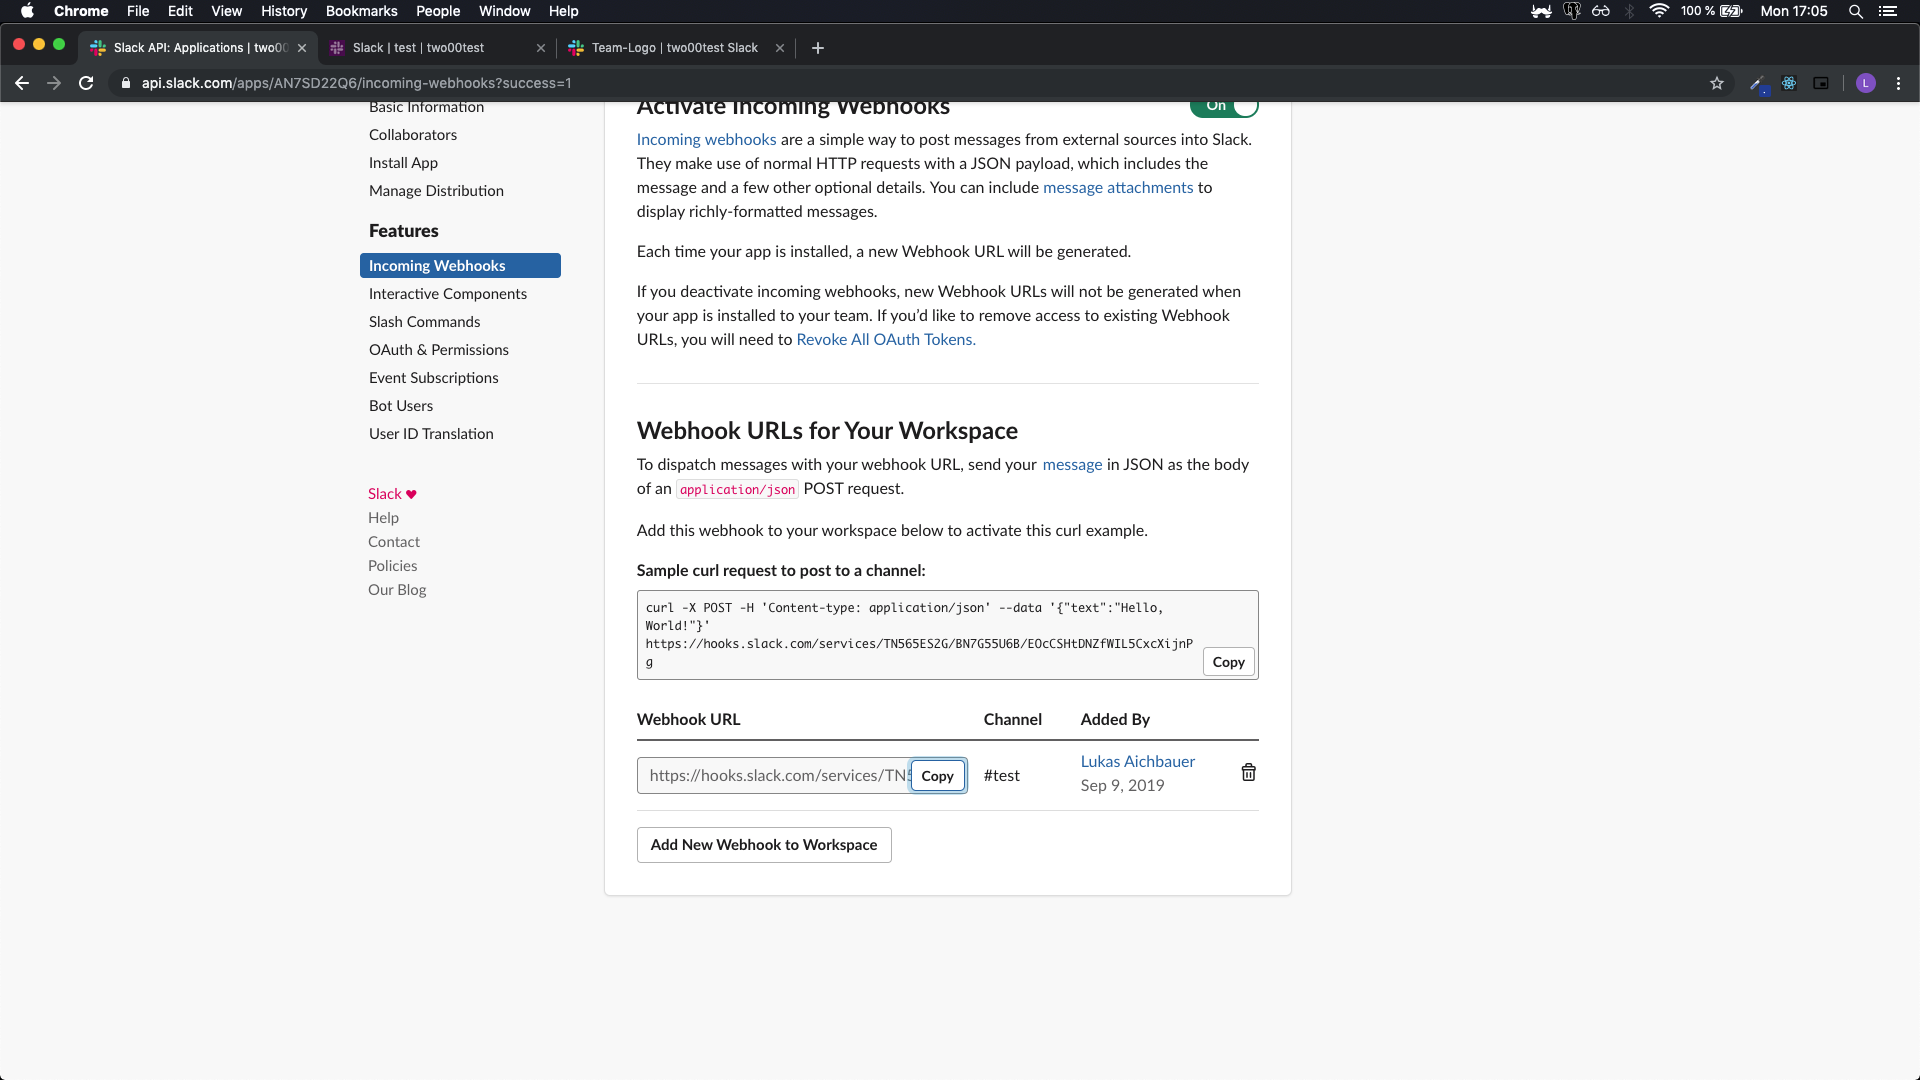 Chrome File Edit View History Bookmarks People Window Help 100 % Mon 17:05
Slack API: Applications | two00 Slack | test | two00test Team-Logo | two00test Slack
api.slack.com/apps/AN7SD22Q6/incoming-webhooks?success=1 L
Basic Information
Collaborators
Install App
Manage Distribution
Features
Incoming Webhooks
Interactive Components
Slash Commands
OAuth & Permissions
Event Subscriptions
Bot Users
User ID Translation
Slack ♥
Help
Contact
Policies
Our Blog
Activate Incoming Webhooks On
Incoming webhooks are a simple way to post messages from external sources into Slack.
They make use of normal HTTP requests with a JSON payload, which includes the
message and a few other optional details. You can include message attachments to
display richly-formatted messages.
Each time your app is installed, a new Webhook URL will be generated.
If you deactivate incoming webhooks, new Webhook URLs will not be generated when
your app is installed to your team. If you’d like to remove access to existing Webhook
URLs, you will need to Revoke All OAuth Tokens.
Webhook URLs for Your Workspace
To dispatch messages with your webhook URL, send your message in JSON as the body
of an application/json POST request.
Add this webhook to your workspace below to activate this curl example.
Sample curl request to post to a channel:
curl -X POST -H 'Content-type: application/json' --data '{"text":"Hello,
World!"}'
https://hooks.slack.com/services/TN565ES2G/BN7G55U6B/EOcCSHtDNZfWIL5CxcXijnP
g
Copy
Webhook URL Channel Added By
https://hooks.slack.com/services/TN5 Copy #test Lukas Aichbauer
Sep 9, 2019
Add New Webhook to Workspace